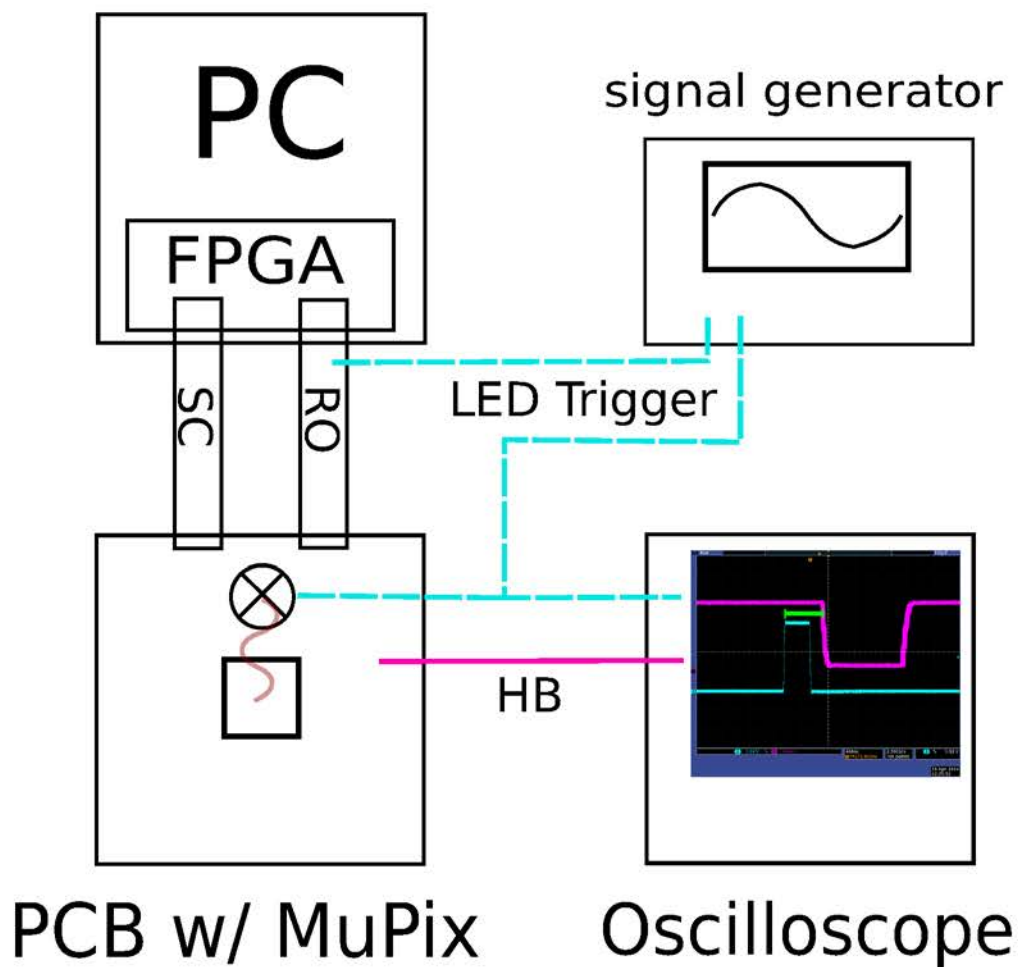 PC
signal generator
FPGA
SC
RO
LED Trigger
HB
PCB w/ MuPix
Oscilloscope